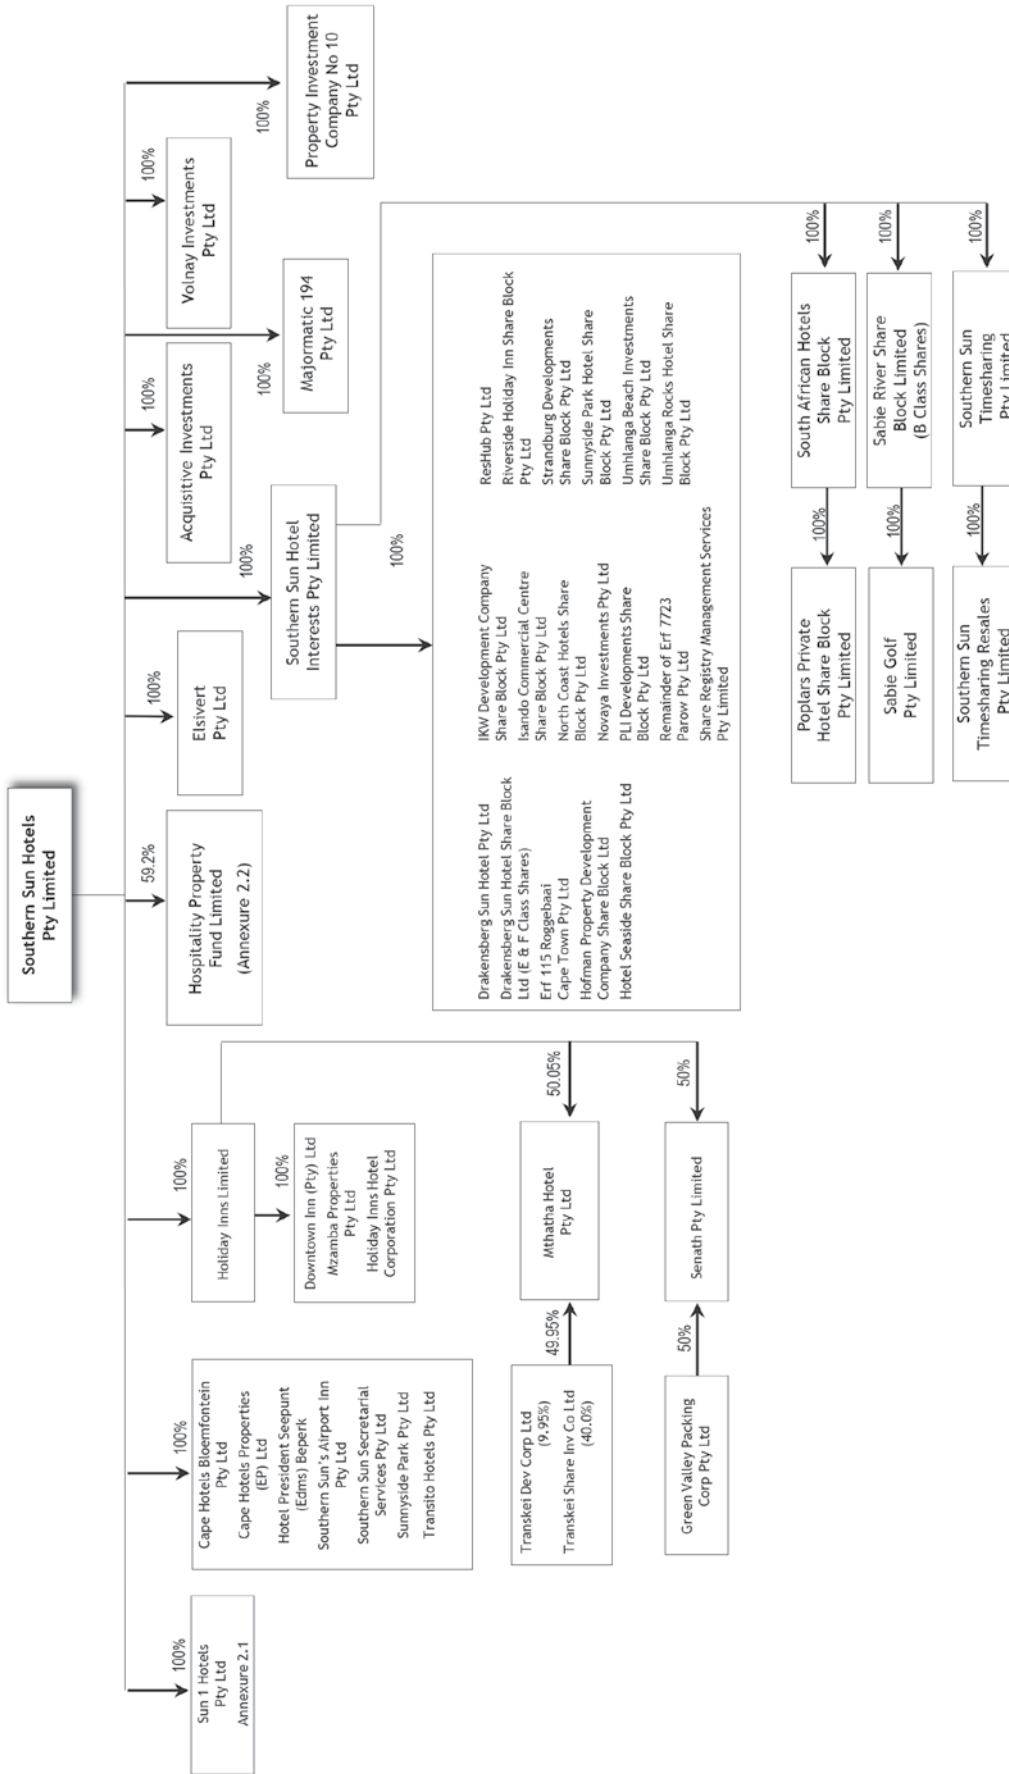 Southern Sun Hotels
Pty Limited
100%
Sun 1 Hotels
Pty Ltd
Annexure 2.1
100%
Cape Hotels Bloemfontein
Pty Ltd
Cape Hotels Properties
(EP) Ltd
Hotel President Seepunt
(Edms) Beperk
Southern Sun's Airport Inn
Pty Ltd
Southern Sun Secretarial
Services Pty Ltd
Sunnyside Park Pty Ltd
Transito Hotels Pty Ltd
100%
Holiday Inns Limited
100%
Downtown Inn (Pty) Ltd
Mzamba Properties
Pty Ltd
Holiday Inns Hotel
Corporation Pty Ltd
59.2%
Hospitality Property
Fund Limited
(Annexure 2.2)
100%
Elsivert
Pty Ltd
100%
Southern Sun Hotel
Interests Pty Limited
100%
Acquisitive Investments
Pty Ltd
100%
Majormatic 194
Pty Ltd
100%
Volnay Investments
Pty Ltd
100%
Property Investment
Company No 10
Pty Ltd
100%
Drakensberg Sun Hotel Pty Ltd
Drakensberg Sun Hotel Share Block
Ltd (E & F Class Shares)
Erf 115 Roggebaai
Cape Town Pty Ltd
Hofman Property Development
Company Share Block Ltd
Hotel Seaside Share Block Pty Ltd
IKW Development Company
Share Block Pty Ltd
Isando Commercial Centre
Share Block Pty Ltd
North Coast Hotels Share
Block Pty Ltd
Novaya Investments Pty Ltd
PLI Developments Share
Block Pty Ltd
Remainder of Erf 7723
Parow Pty Ltd
Share Registry Management Services
Pty Limited
ResHub Pty Ltd
Riverside Holiday Inn Share Block
Pty Ltd
Strandburg Developments
Share Block Pty Ltd
Sunnyside Park Hotel Share
Block Pty Ltd
Umhlanga Beach Investments
Share Block Pty Ltd
Umhlanga Rocks Hotel Share
Block Pty Ltd
Transkei Dev Corp Ltd
(9.95%)
Transkei Share Inv Co Ltd
(40.0%)
49.95%
Mthatha Hotel
Pty Ltd
50.05%
Green Valley Packing
Corp Pty Ltd
50%
Senath Pty Limited
50%
Poplars Private
Hotel Share Block
Pty Limited
100%
South African Hotels
Share Block
Pty Limited
100%
Sabie Golf
Pty Limited
100%
Sabie River Share
Block Limited
(B Class Shares)
100%
Southern Sun
Timesharing Resales
Pty Limited
100%
Southern Sun
Timesharing
Pty Limited
100%